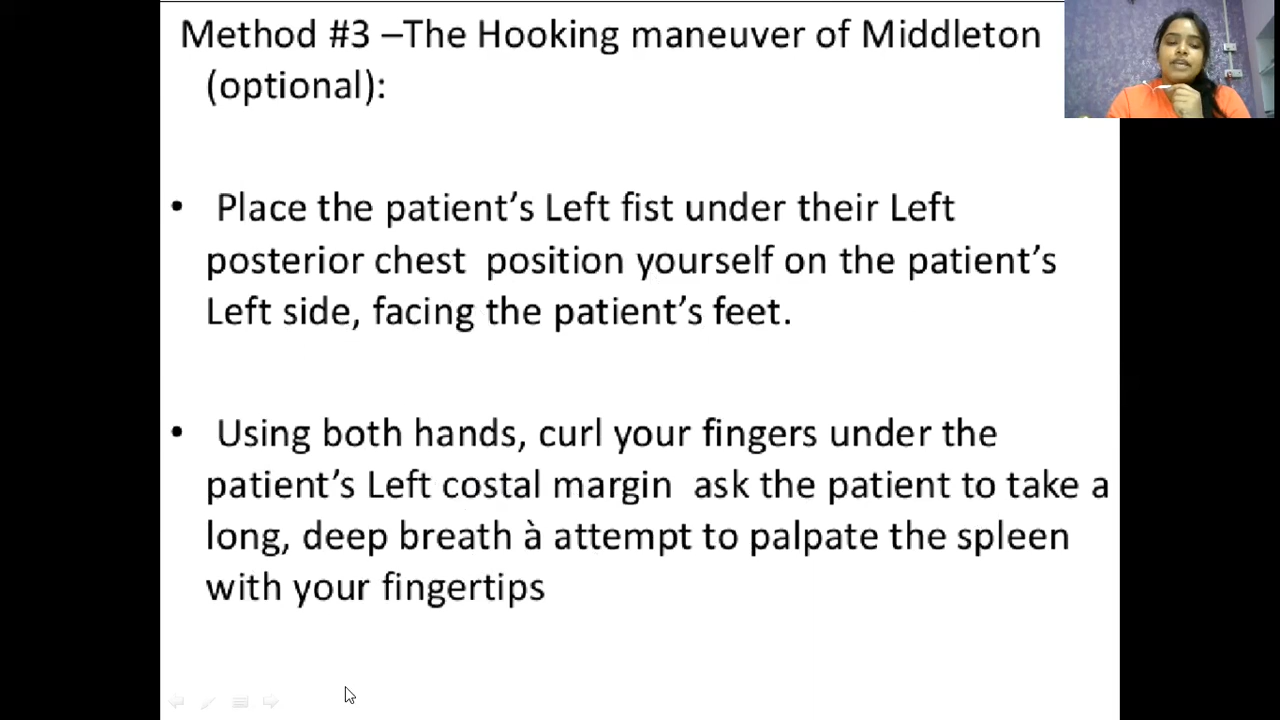 Method #3 –The Hooking maneuver of Middleton
(optional):
• Place the patient’s Left fist under their Left
posterior chest  position yourself on the patient’s
Left side, facing the patient’s feet.
• Using both hands, curl your fingers under the
patient’s Left costal margin  ask the patient to take a
long, deep breath à attempt to palpate the spleen
with your fingertips